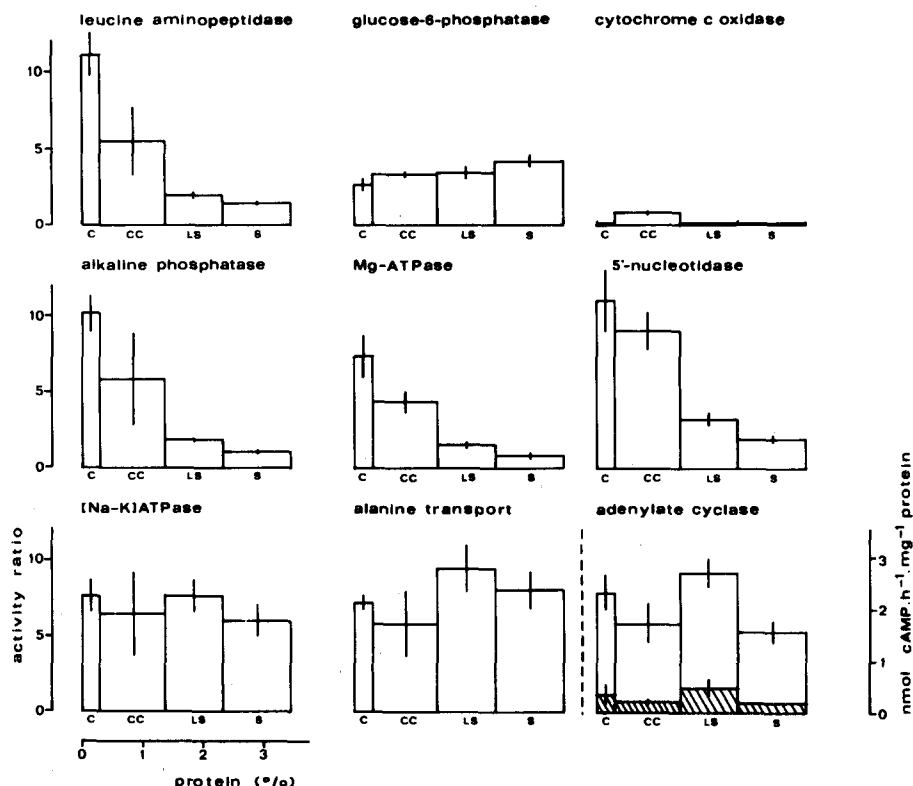 leucine aminopeptidase glucose-6-phosphatase cytochrome c oxidase
10
5
0
C CC LS S C CC LS S C CC LS S
alkaline phosphatase Mg-ATPase 5'-nucleotidase
10
5
0
C CC LS S C CC LS S C CC LS S
[Na-K]ATPase alanine transport adenylate cyclase
activity ratio
10
5
0
3
2
1
0
nmol cAMP.h⁻¹.mg⁻¹ protein
C CC LS S C CC LS S C CC LS S
0 1 2 3
protein (%)